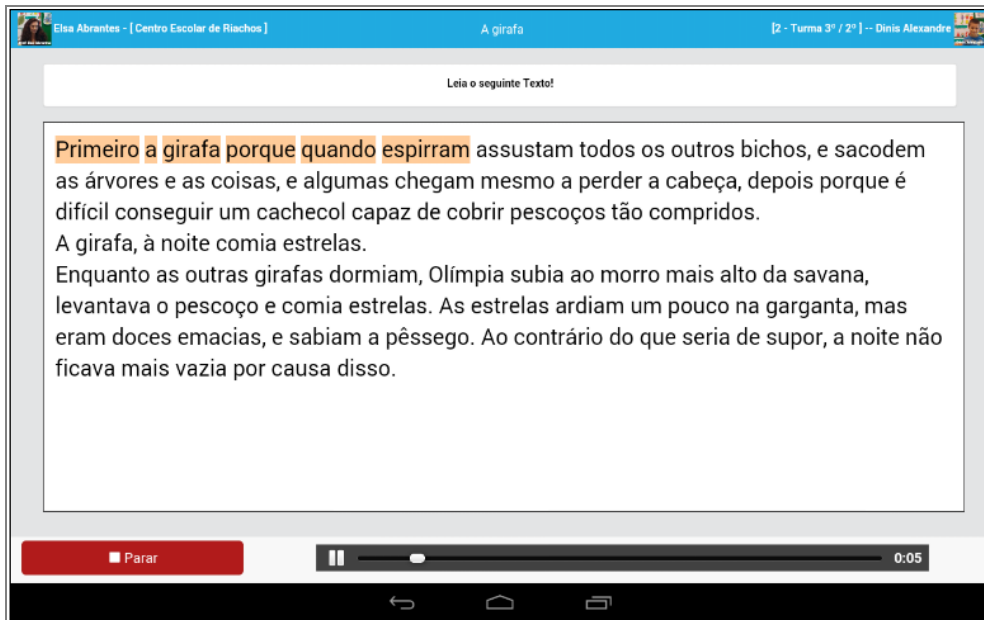 Elsa Abrantes - [ Centro Escolar de Riachos ]
A girafa
[2 - Turma 3º / 2º ] -- Dinis Alexandre
Leia o seguinte Texto!
Primeiro a girafa porque quando espirram assustam todos os outros bichos, e sacodem
as árvores e as coisas, e algumas chegam mesmo a perder a cabeça, depois porque é
difícil conseguir um cachecol capaz de cobrir pescoços tão compridos.
A girafa, à noite comia estrelas.
Enquanto as outras girafas dormiam, Olímpia subia ao morro mais alto da savana,
levantava o pescoço e comia estrelas. As estrelas ardiam um pouco na garganta, mas
eram doces emacias, e sabiam a pêssego. Ao contrário do que seria de supor, a noite não
ficava mais vazia por causa disso.
Parar
0:05